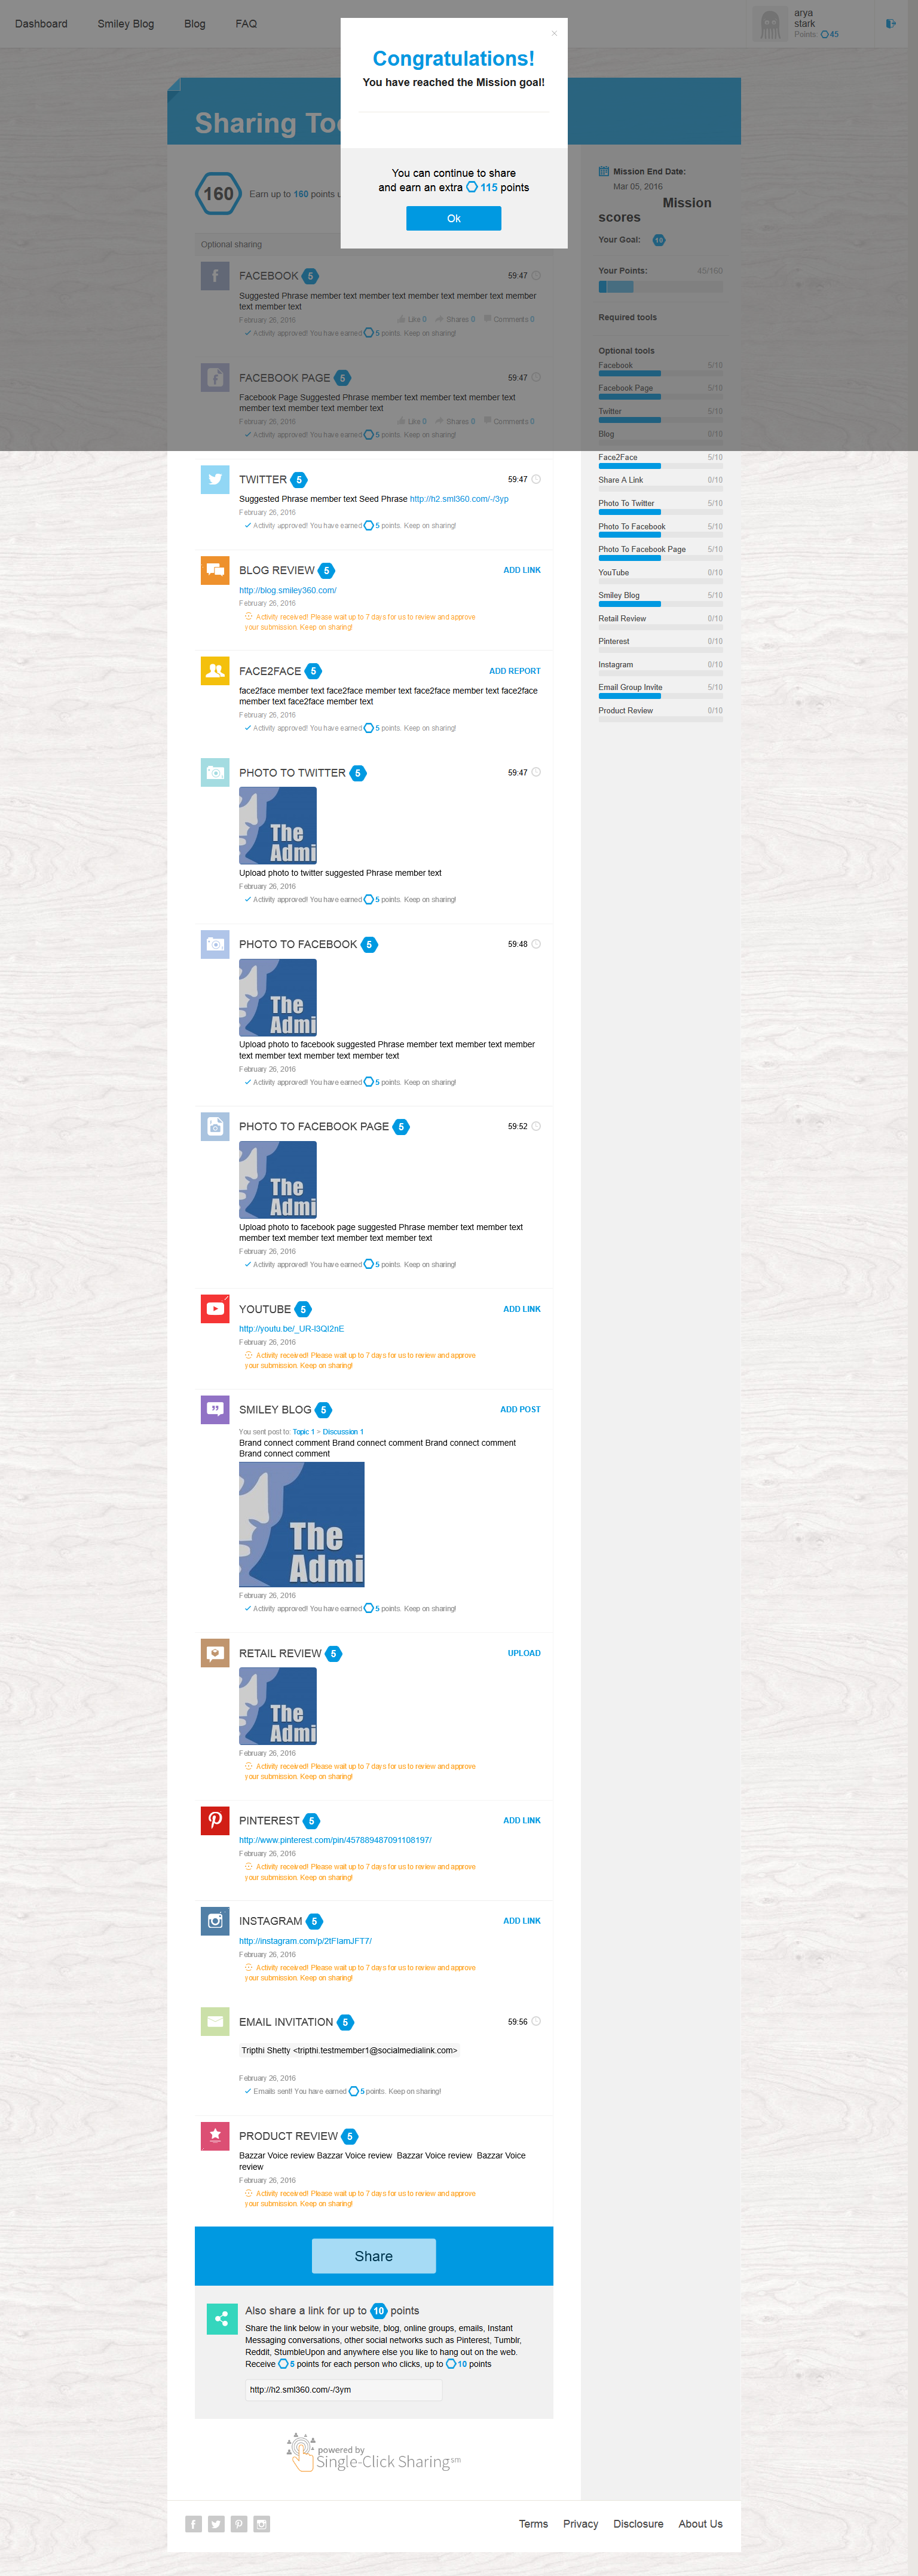 Dashboard Smiley Blog Blog FAQ
arya
stark
Points: 45
×
Congratulations!
You have reached the Mission goal!
You can continue to share
and earn an extra 115 points
Ok
Sharing To
160 Earn up to 160 points
Optional sharing
FACEBOOK 5 59:47
Suggested Phrase member text member text member text member text member
text member text
February 26, 2016 Like 0 Shares 0 Comments 0
Activity approved! You have earned 5 points. Keep on sharing!
FACEBOOK PAGE 5 59:47
Facebook Page Suggested Phrase member text member text member text
member text member text member text
February 26, 2016 Like 0 Shares 0 Comments 0
Activity approved! You have earned 5 points. Keep on sharing!
TWITTER 5 59:47
Suggested Phrase member text Seed Phrase http://h2.sml360.com/-/3yp
February 26, 2016
Activity approved! You have earned 5 points. Keep on sharing!
BLOG REVIEW 5 ADD LINK
http://blog.smiley360.com/
February 26, 2016
Activity received! Please wait up to 7 days for us to review and approve
your submission. Keep on sharing!
FACE2FACE 5 ADD REPORT
face2face member text face2face member text face2face member text face2face
member text face2face member text
February 26, 2016
Activity approved! You have earned 5 points. Keep on sharing!
PHOTO TO TWITTER 5 59:47
The
Admi
Upload photo to twitter suggested Phrase member text
February 26, 2016
Activity approved! You have earned 5 points. Keep on sharing!
PHOTO TO FACEBOOK 5 59:48
The
Admi
Upload photo to facebook suggested Phrase member text member text member
text member text member text member text
February 26, 2016
Activity approved! You have earned 5 points. Keep on sharing!
PHOTO TO FACEBOOK PAGE 5 59:52
The
Admi
Upload photo to facebook page suggested Phrase member text member text
member text member text member text member text
February 26, 2016
Activity approved! You have earned 5 points. Keep on sharing!
YOUTUBE 5 ADD LINK
http://youtu.be/_UR-I3QI2nE
February 26, 2016
Activity received! Please wait up to 7 days for us to review and approve
your submission. Keep on sharing!
SMILEY BLOG 5 ADD POST
You sent post to: Topic 1 > Discussion 1
Brand connect comment Brand connect comment Brand connect comment
Brand connect comment
The
Admi
February 26, 2016
Activity approved! You have earned 5 points. Keep on sharing!
RETAIL REVIEW 5 UPLOAD
The
Admi
February 26, 2016
Activity received! Please wait up to 7 days for us to review and approve
your submission. Keep on sharing!
PINTEREST 5 ADD LINK
http://www.pinterest.com/pin/457889487091108197/
February 26, 2016
Activity received! Please wait up to 7 days for us to review and approve
your submission. Keep on sharing!
INSTAGRAM 5 ADD LINK
http://instagram.com/p/2tFIamJFT7/
February 26, 2016
Activity received! Please wait up to 7 days for us to review and approve
your submission. Keep on sharing!
EMAIL INVITATION 5 59:56
Tripthi Shetty <tripthi.testmember1@socialmedialink.com>
February 26, 2016
Emails sent! You have earned 5 points. Keep on sharing!
PRODUCT REVIEW 5
Bazzar Voice review Bazzar Voice review Bazzar Voice review Bazzar Voice
review
February 26, 2016
Activity received! Please wait up to 7 days for us to review and approve
your submission. Keep on sharing!
Share
Also share a link for up to 10 points
Share the link below in your website, blog, online groups, emails, Instant
Messaging conversations, other social networks such as Pinterest, Tumblr,
Reddit, StumbleUpon and anywhere else you like to hang out on the web.
Receive 5 points for each person who clicks, up to 10 points
http://h2.sml360.com/-/3ym
powered by
Single-Click Sharing sm
Mission End Date:
Mar 05, 2016
Mission
scores
Your Goal: 10
Your Points: 45/160
Required tools
Optional tools
Facebook 5/10
Facebook Page 5/10
Twitter 5/10
Blog 0/10
Face2Face 5/10
Share A Link 0/10
Photo To Twitter 5/10
Photo To Facebook 5/10
Photo To Facebook Page 5/10
YouTube 0/10
Smiley Blog 5/10
Retail Review 0/10
Pinterest 0/10
Instagram 0/10
Email Group Invite 5/10
Product Review 0/10
Terms Privacy Disclosure About Us